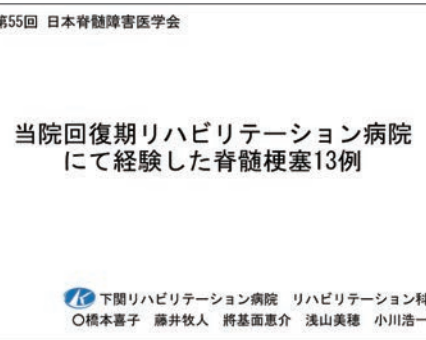 第55回 日本脊髄障害医学会
当院回復期リハビリテーション病院
にて経験した脊髄梗塞13例
下関リハビリテーション病院 リハビリテーション科
○橋本喜子 藤井牧人 將基面恵介 浅山美穂 小川浩一